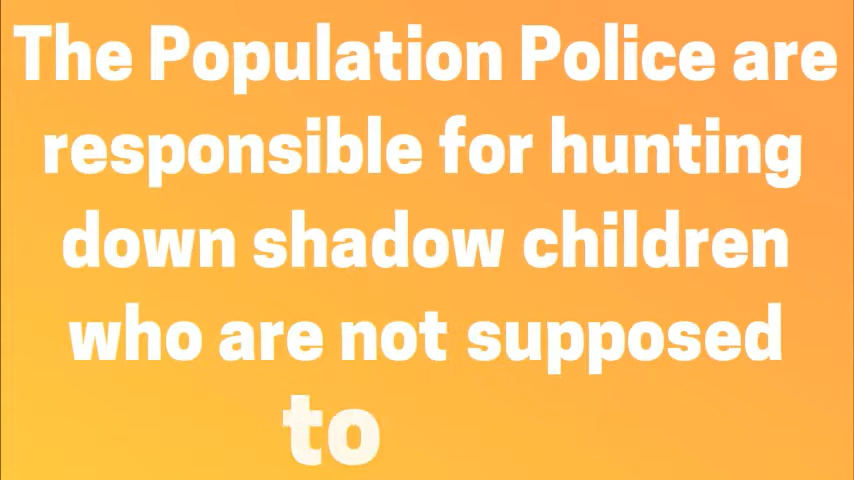 The Population Police are
responsible for hunting
down shadow children
who are not supposed
to